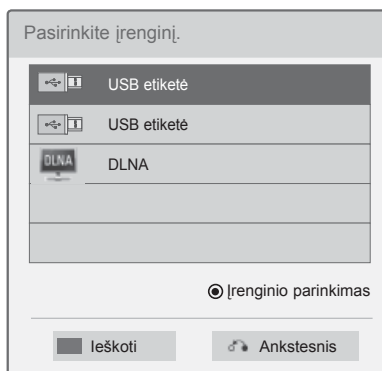 Pasirinkite įrenginį.
USB etiketė
USB etiketė
DLNA DLNA
Įrenginio parinkimas
Ieškoti Ankstesnis